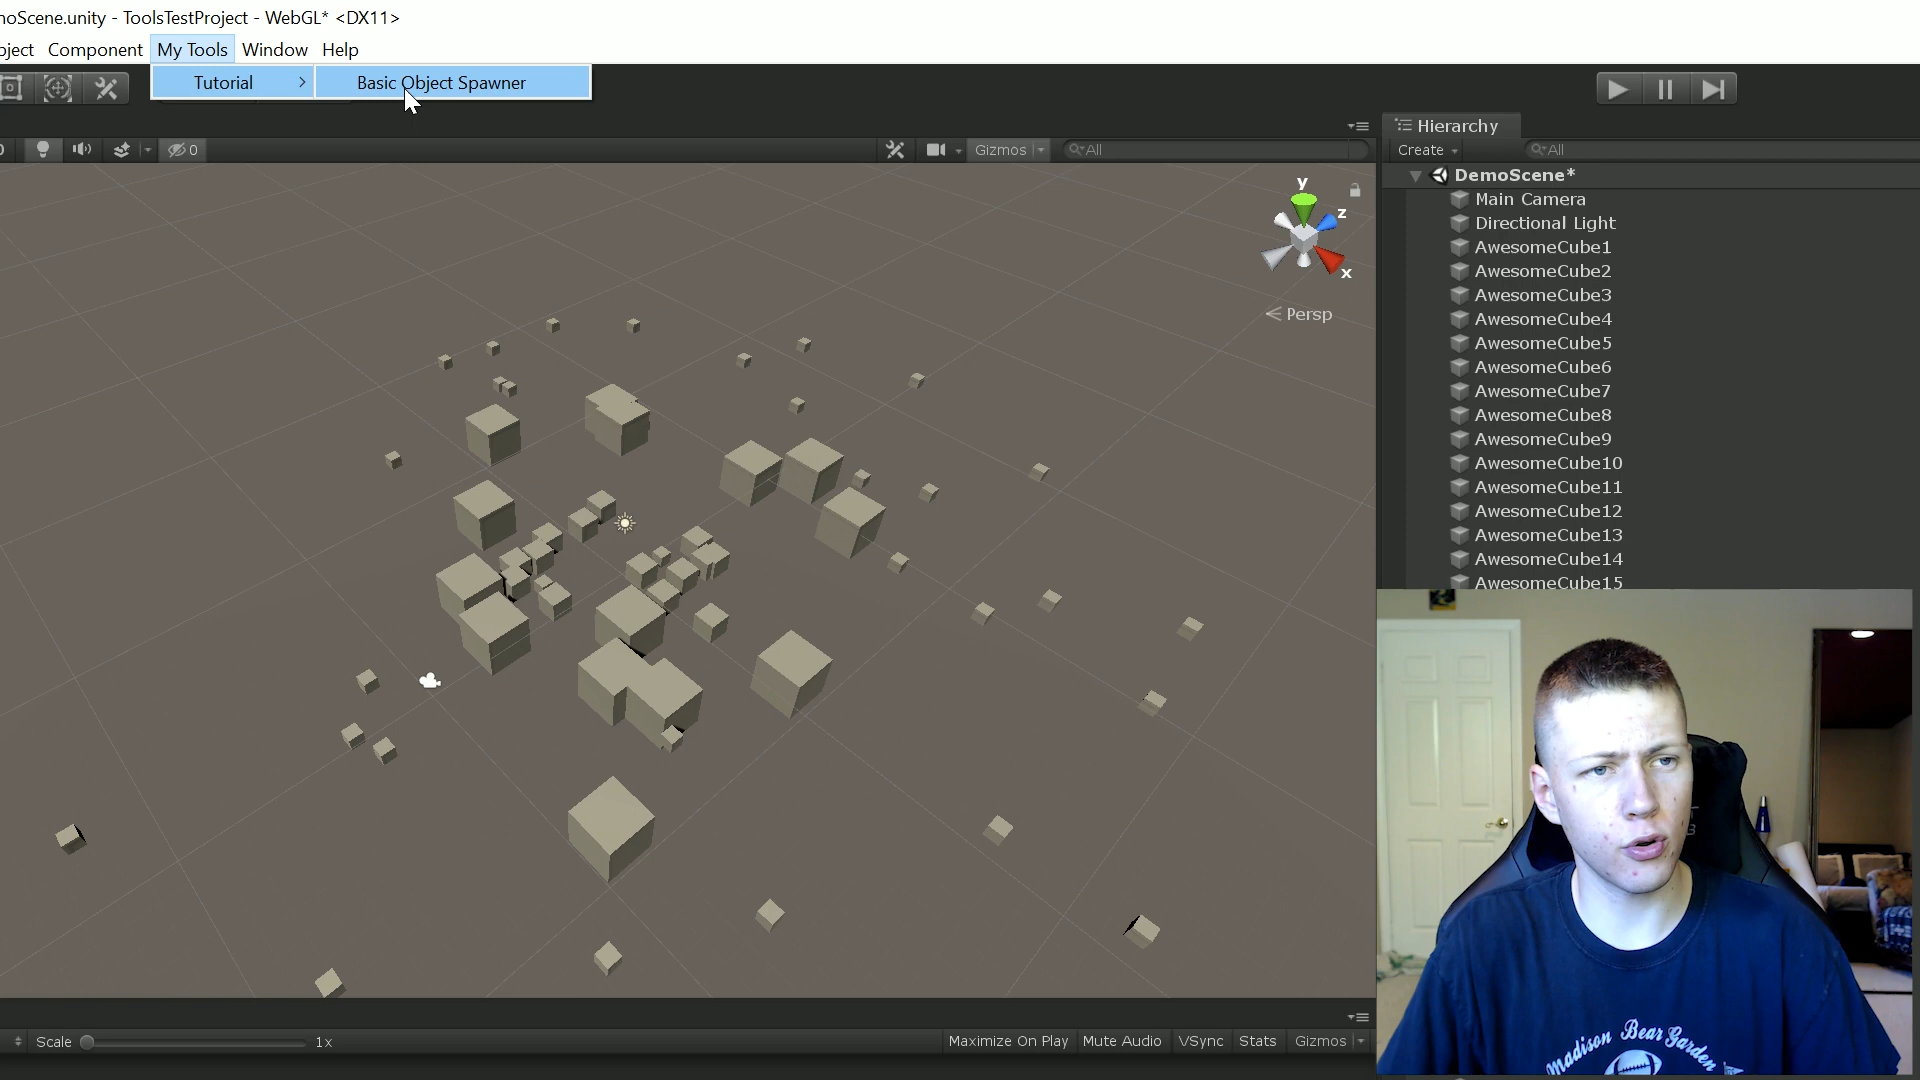 oScene.unity - ToolsTestProject - WebGL* <DX11>
ject Component My Tools Window Help
Tutorial > Basic Object Spawner
0 Gizmos All
Hierarchy
Create All
DemoScene*
Main Camera
Directional Light
AwesomeCube1
AwesomeCube2
AwesomeCube3
AwesomeCube4
AwesomeCube5
AwesomeCube6
AwesomeCube7
AwesomeCube8
AwesomeCube9
AwesomeCube10
AwesomeCube11
AwesomeCube12
AwesomeCube13
AwesomeCube14
AwesomeCube15
y
z
x
Persp
Madison Bear Garden
Scale 1x Maximize On Play Mute Audio VSync Stats Gizmos